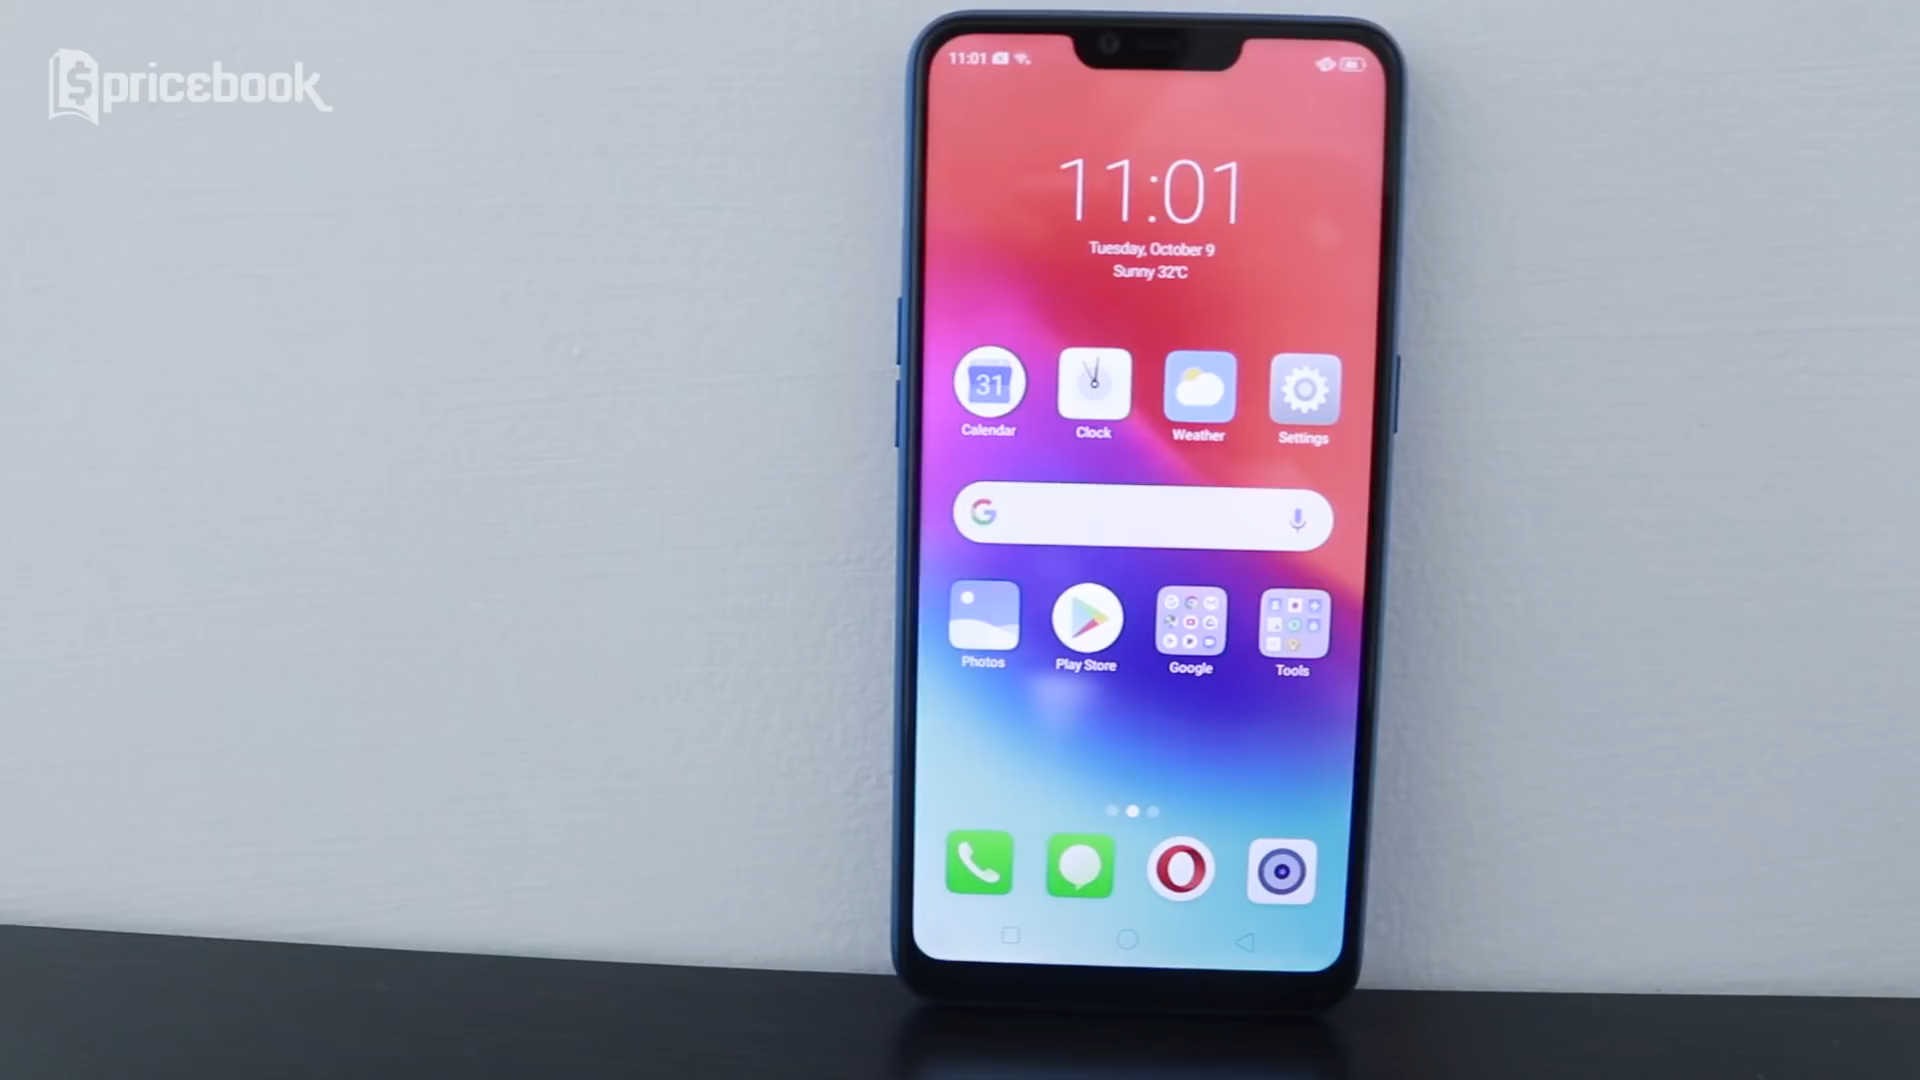 pricebook
11:01
11:01
Tuesday, October 9
Sunny 32°C
31
Calendar
Clock
Weather
Settings
G
Photos
Play Store
Google
Tools